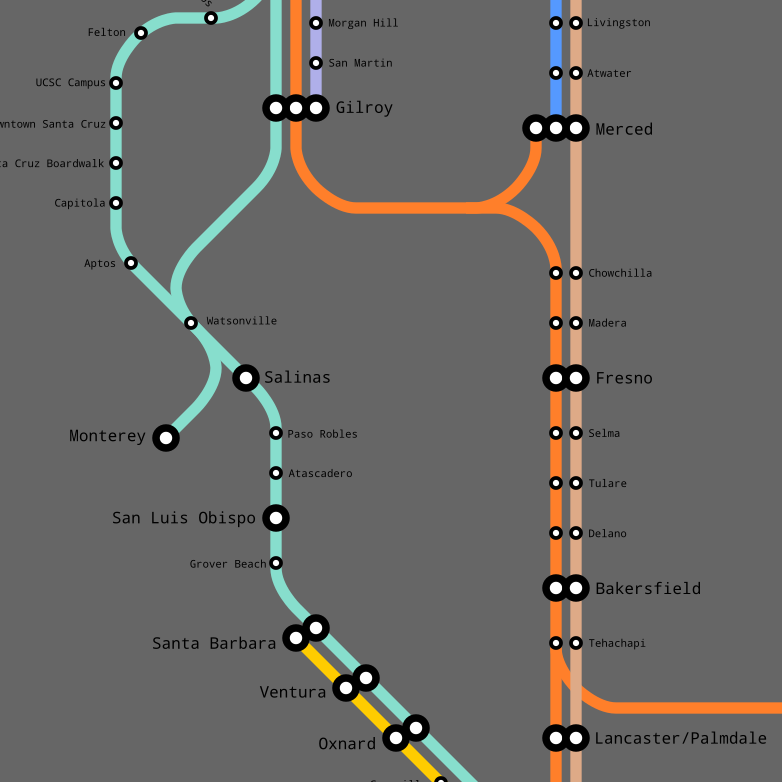 Felton
Morgan Hill
Livingston
San Martin
Atwater
UCSC Campus
Gilroy
Merced
ntown Santa Cruz
Cruz Boardwalk
Capitola
Aptos
Chowchilla
Watsonville
Madera
Salinas
Fresno
Monterey
Paso Robles
Selma
Atascadero
Tulare
San Luis Obispo
Delano
Grover Beach
Bakersfield
Santa Barbara
Tehachapi
Ventura
Oxnard
Lancaster/Palmdale